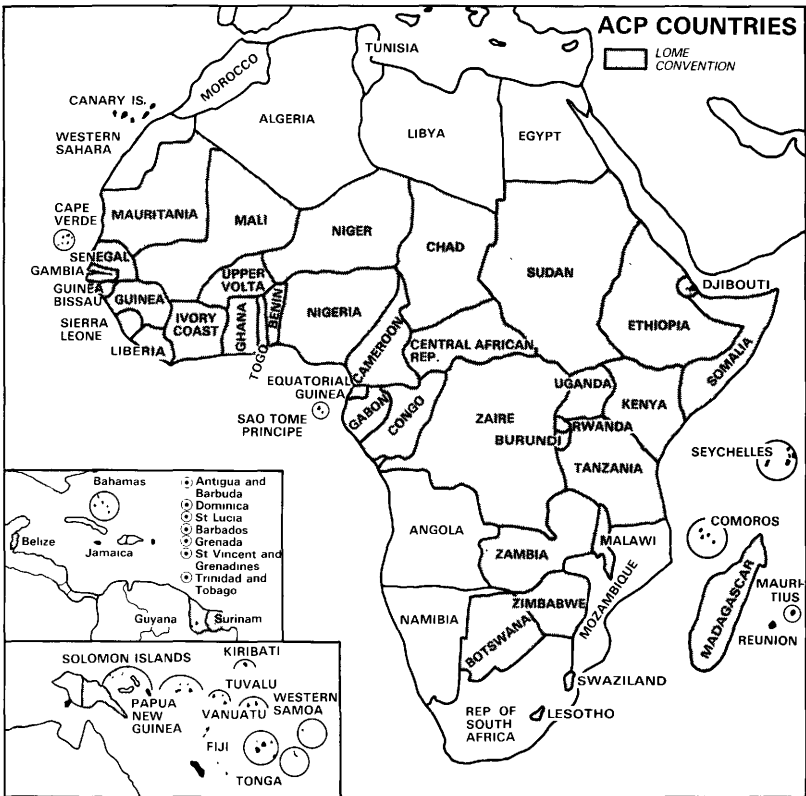 ACP COUNTRIES
LOME
CONVENTION
TUNISIA
MOROCCO
CANARY IS.
ALGERIA
LIBYA
EGYPT
WESTERN
SAHARA
CAPE
VERDE
MAURITANIA
MALI
NIGER
CHAD
SUDAN
SENEGAL
GAMBIA
GUINEA
BISSAU
GUINEA
SIERRA
LEONE
LIBERIA
IVORY
COAST
UPPER
VOLTA
GHANA
TOGO
BENIN
NIGERIA
CAMEROON
CENTRAL AFRICAN
REP.
DJIBOUTI
ETHIOPIA
SOMALIA
EQUATORIAL
GUINEA
SAO TOME
PRINCIPE
GABON
CONGO
ZAIRE
UGANDA
KENYA
RWANDA
BURUNDI
TANZANIA
SEYCHELLES
COMOROS
ANGOLA
ZAMBIA
MALAWI
MOZAMBIQUE
ZIMBABWE
NAMIBIA
BOTSWANA
MADAGASCAR
MAURI-
TIUS
REUNION
SWAZILAND
LESOTHO
REP OF
SOUTH
AFRICA
Bahamas
Antigua and
Barbuda
Dominica
St Lucia
Barbados
Grenada
St Vincent and
Grenadines
Trinidad and
Tobago
Belize
Jamaica
Guyana
Surinam
KIRIBATI
SOLOMON ISLANDS
TUVALU
PAPUA
NEW
GUINEA
VANUATU
WESTERN
SAMOA
FIJI
TONGA